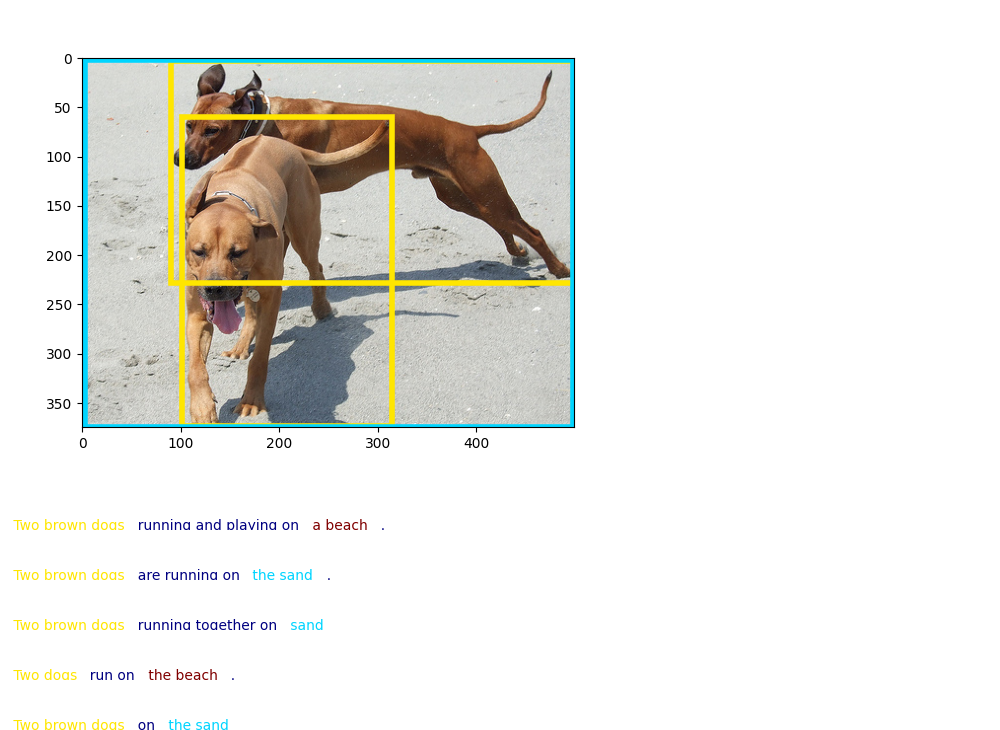 0
50
100
150
200
250
300
350
0 100 200 300 400
Two brown dogs running and playing on a beach .
Two brown dogs are running on the sand .
Two brown dogs running together on sand
Two dogs run on the beach .
Two brown dogs on the sand